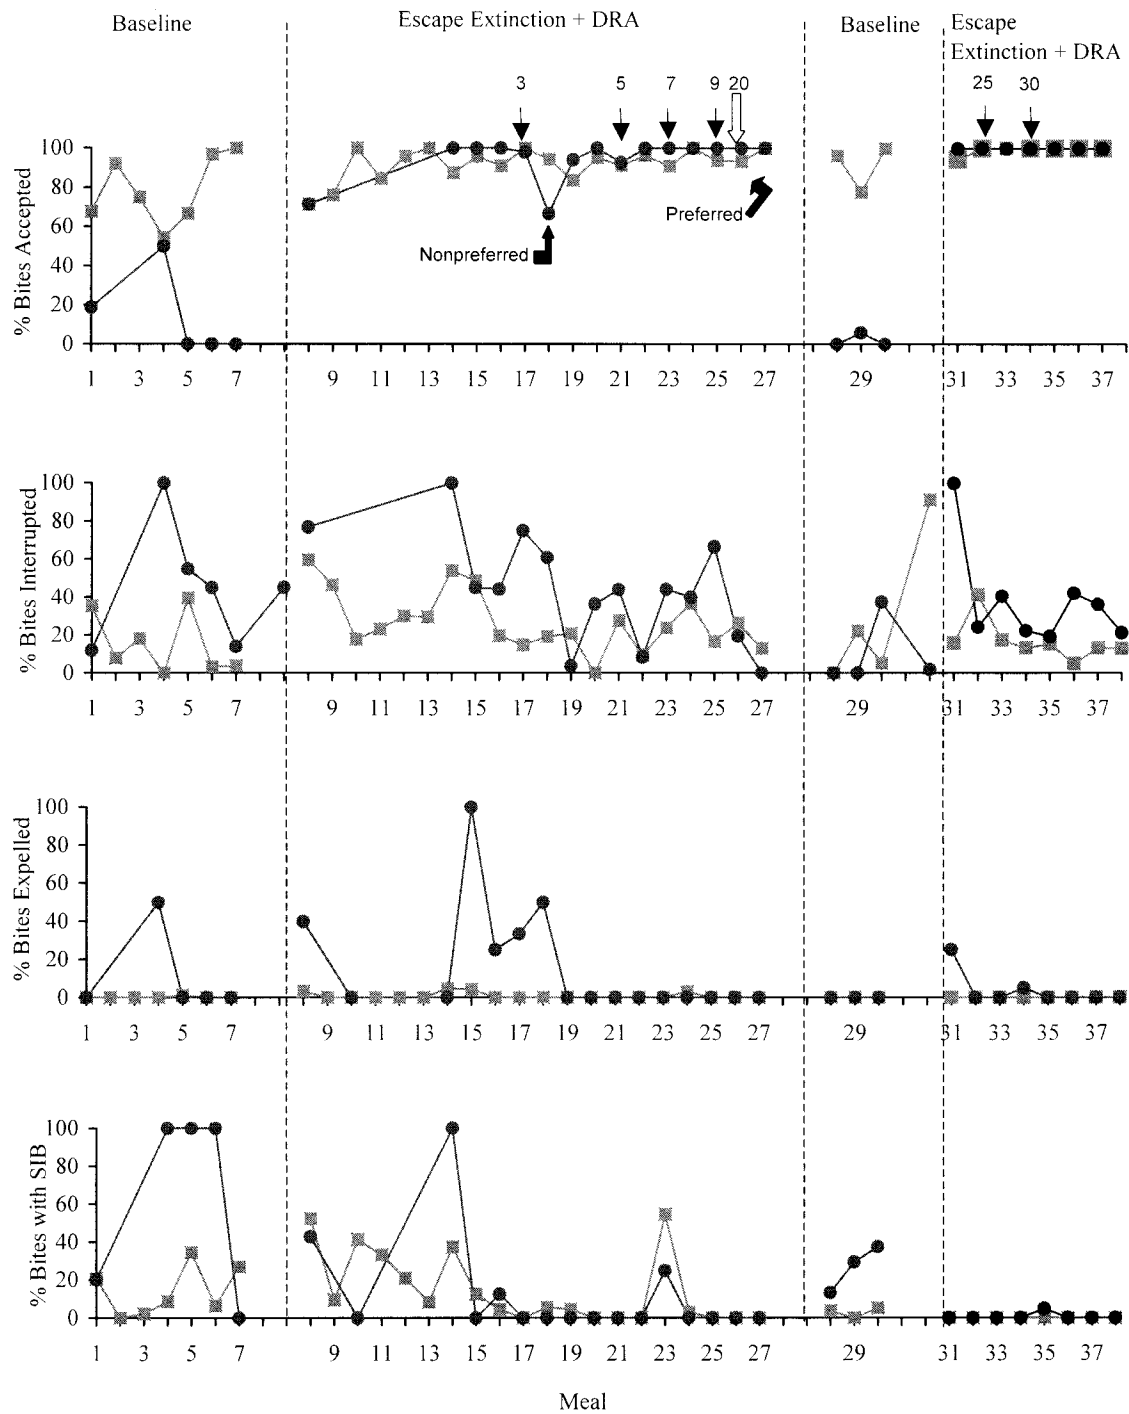 Baseline
Escape Extinction + DRA
Baseline
Escape
Extinction + DRA
3 5 7 9 20 25 30
% Bites Accepted
100
80
60
40
20
0
Preferred
Nonpreferred
1 3 5 7 9 11 13 15 17 19 21 23 25 27 29 31 33 35 37
% Bites Interrupted
100
80
60
40
20
0
1 3 5 7 9 11 13 15 17 19 21 23 25 27 29 31 33 35 37
% Bites Expelled
100
80
60
40
20
0
1 3 5 7 9 11 13 15 17 19 21 23 25 27 29 31 33 35 37
% Bites with SIB
100
80
60
40
20
0
1 3 5 7 9 11 13 15 17 19 21 23 25 27 29 31 33 35 37
Meal